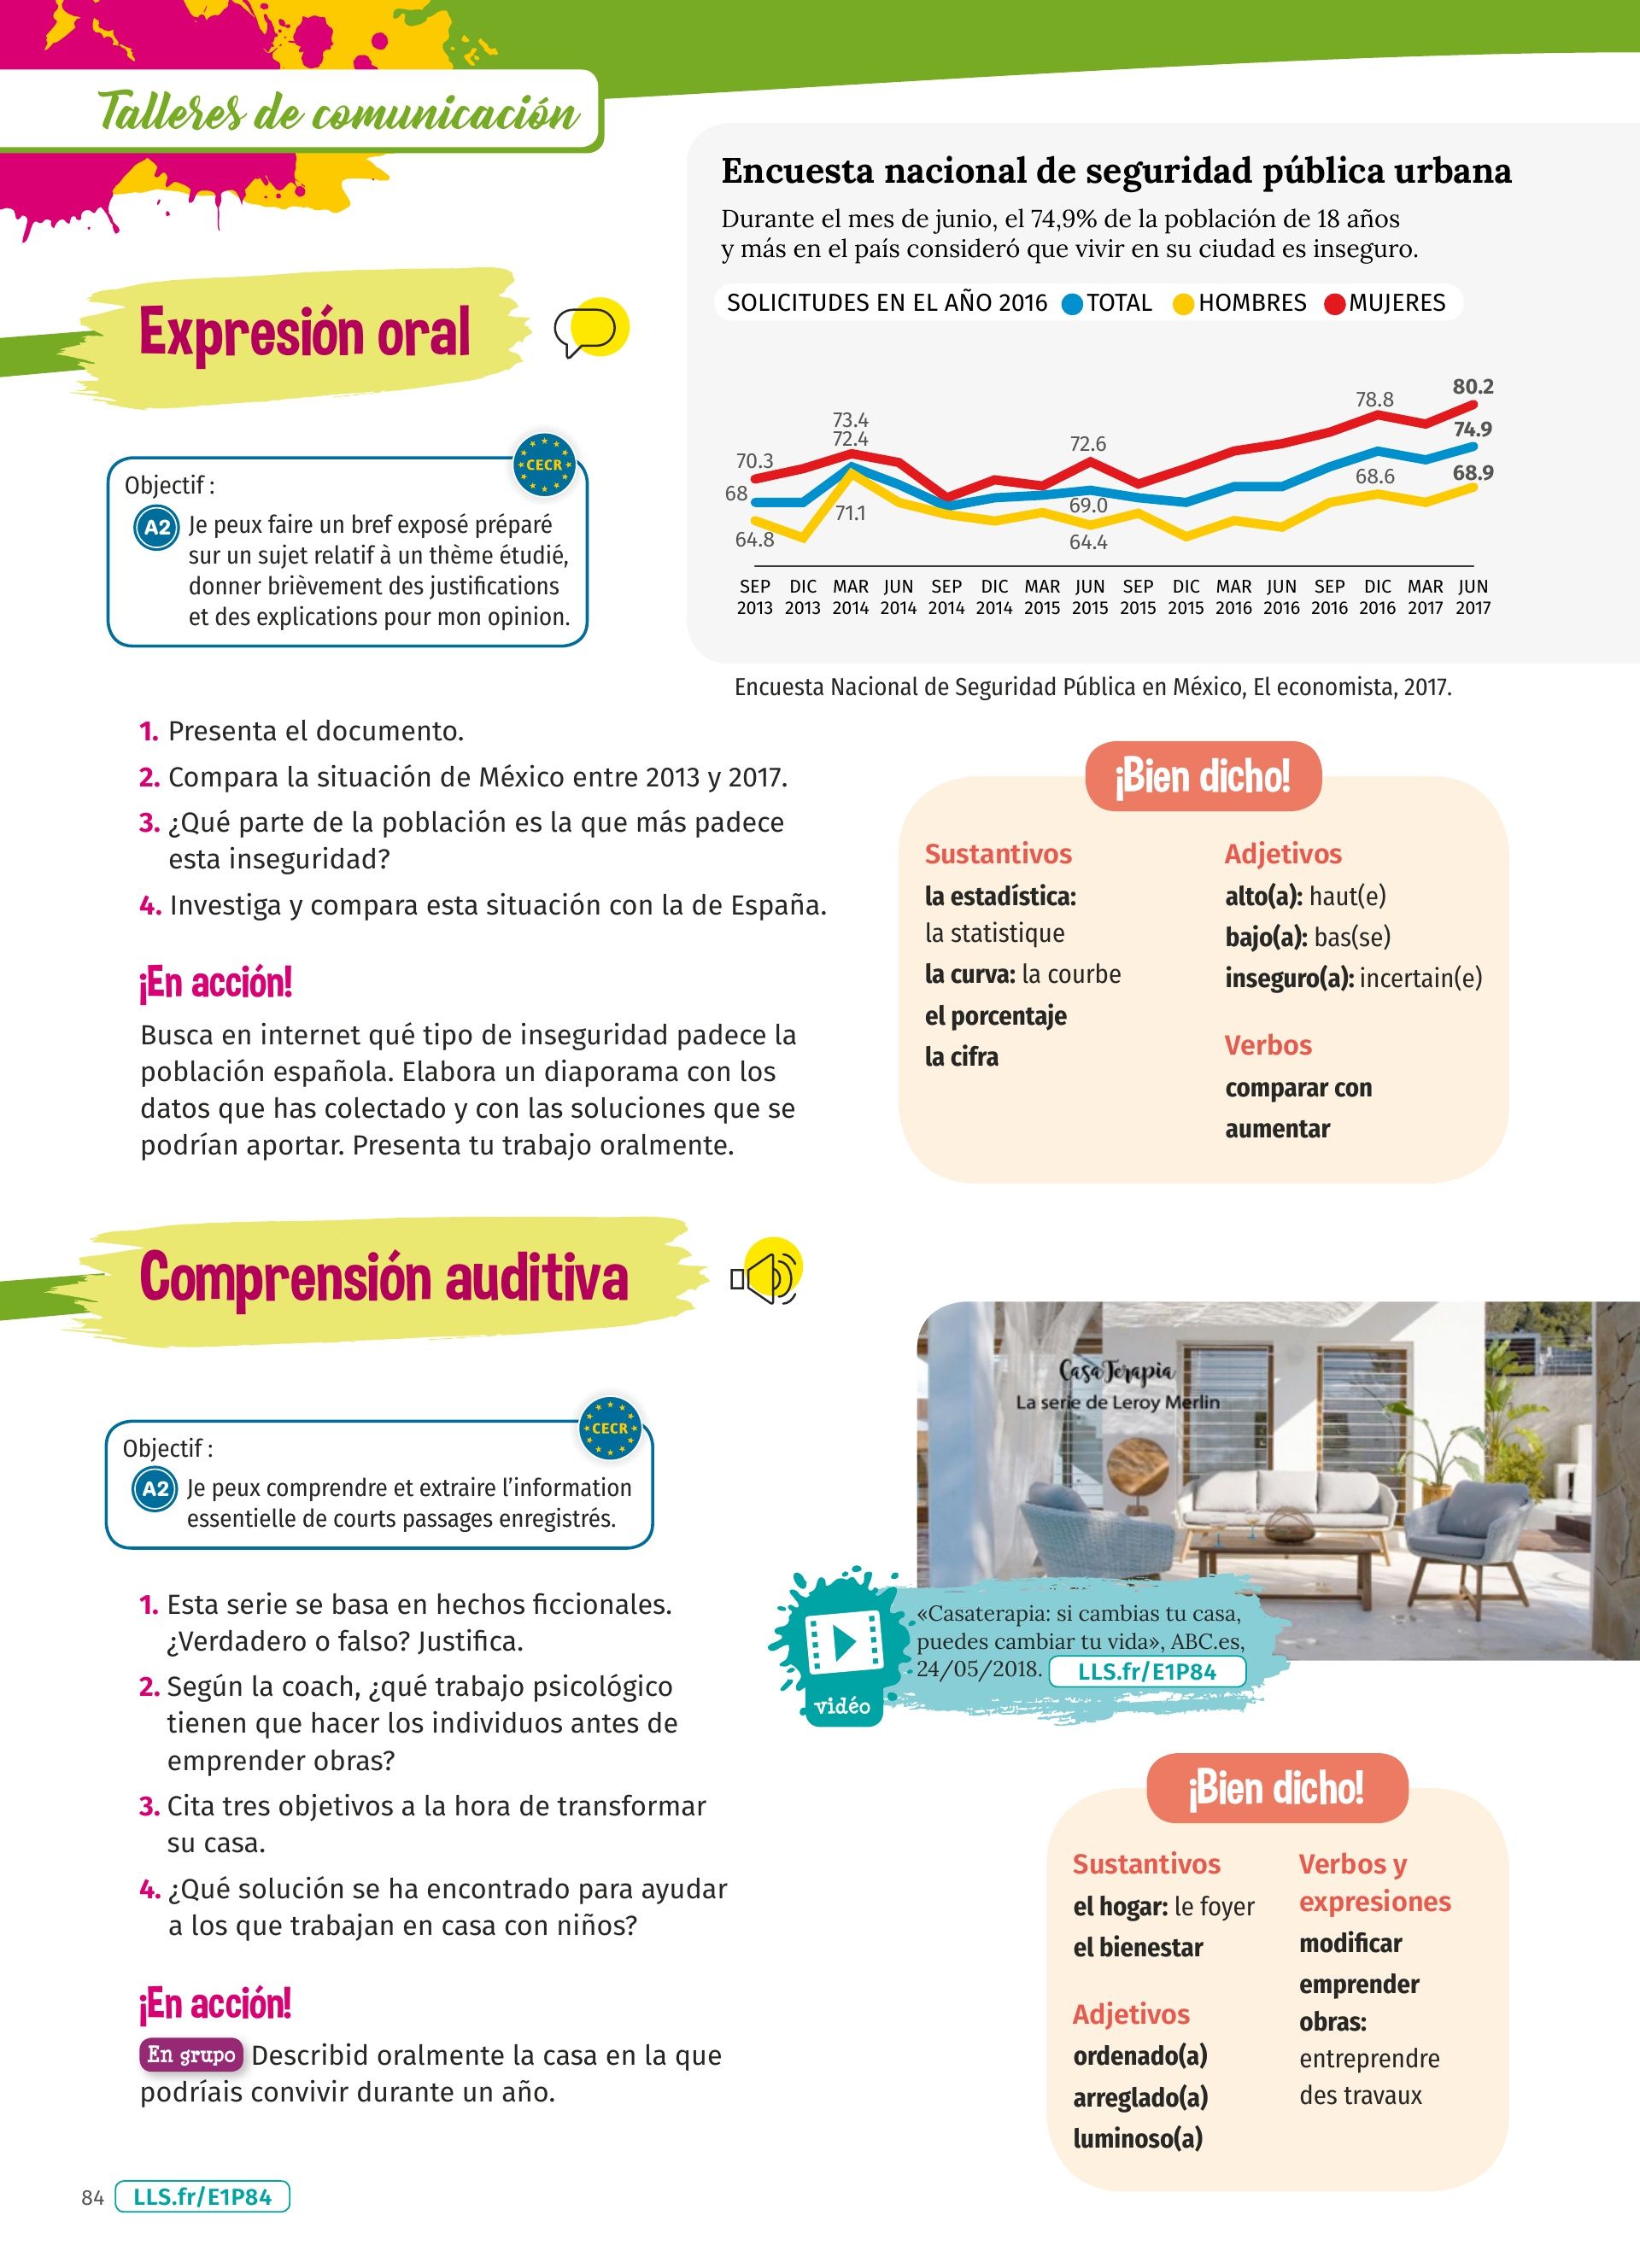 Talleres de comunicación
Encuesta nacional de seguridad pública urbana
Durante el mes de junio, el 74,9% de la población de 18 años
y más en el país consideró que vivir en su ciudad es inseguro.
SOLICITUDES EN EL AÑO 2016 TOTAL HOMBRES MUJERES
80.2
78.8
73.4
72.4
74.9
72.6
70.3
68.6
68.9
68
69.0
71.1
64.8
64.4
SEP DIC MAR JUN SEP DIC MAR JUN SEP DIC MAR JUN SEP DIC MAR JUN
2013 2013 2014 2014 2014 2014 2015 2015 2015 2015 2016 2016 2016 2016 2017 2017
Encuesta Nacional de Seguridad Pública en México, El economista, 2017.
Expresión oral
CECR
Objectif :
A2 Je peux faire un bref exposé préparé
sur un sujet relatif à un thème étudié,
donner brièvement des justifications
et des explications pour mon opinion.
1. Presenta el documento.
2. Compara la situación de México entre 2013 y 2017.
3. ¿Qué parte de la población es la que más padece
esta inseguridad?
4. Investiga y compara esta situación con la de España.
¡En acción!
Busca en internet qué tipo de inseguridad padece la
población española. Elabora un diaporama con los
datos que has colectado y con las soluciones que se
podrían aportar. Presenta tu trabajo oralmente.
¡Bien dicho!
Sustantivos
la estadística:
la statistique
la curva: la courbe
el porcentaje
la cifra
Adjetivos
alto(a): haut(e)
bajo(a): bas(se)
inseguro(a): incertain(e)
Verbos
comparar con
aumentar
Comprensión auditiva
CECR
Objectif :
A2 Je peux comprendre et extraire l'information
essentielle de courts passages enregistrés.
CasaTerapia
La serie de Leroy Merlin
vidéo
«Casaterapia: si cambias tu casa,
puedes cambiar tu vida», ABC.es,
24/05/2018. LLS.fr/E1P84
1. Esta serie se basa en hechos ficcionales.
¿Verdadero o falso? Justifica.
2. Según la coach, ¿qué trabajo psicológico
tienen que hacer los individuos antes de
emprender obras?
3. Cita tres objetivos a la hora de transformar
su casa.
4. ¿Qué solución se ha encontrado para ayudar
a los que trabajan en casa con niños?
¡En acción!
En grupo Describid oralmente la casa en la que
podríais convivir durante un año.
¡Bien dicho!
Sustantivos
el hogar: le foyer
el bienestar
Adjetivos
ordenado(a)
arreglado(a)
luminoso(a)
Verbos y
expresiones
modificar
emprender
obras:
entreprendre
des travaux
84 LLS.fr/E1P84